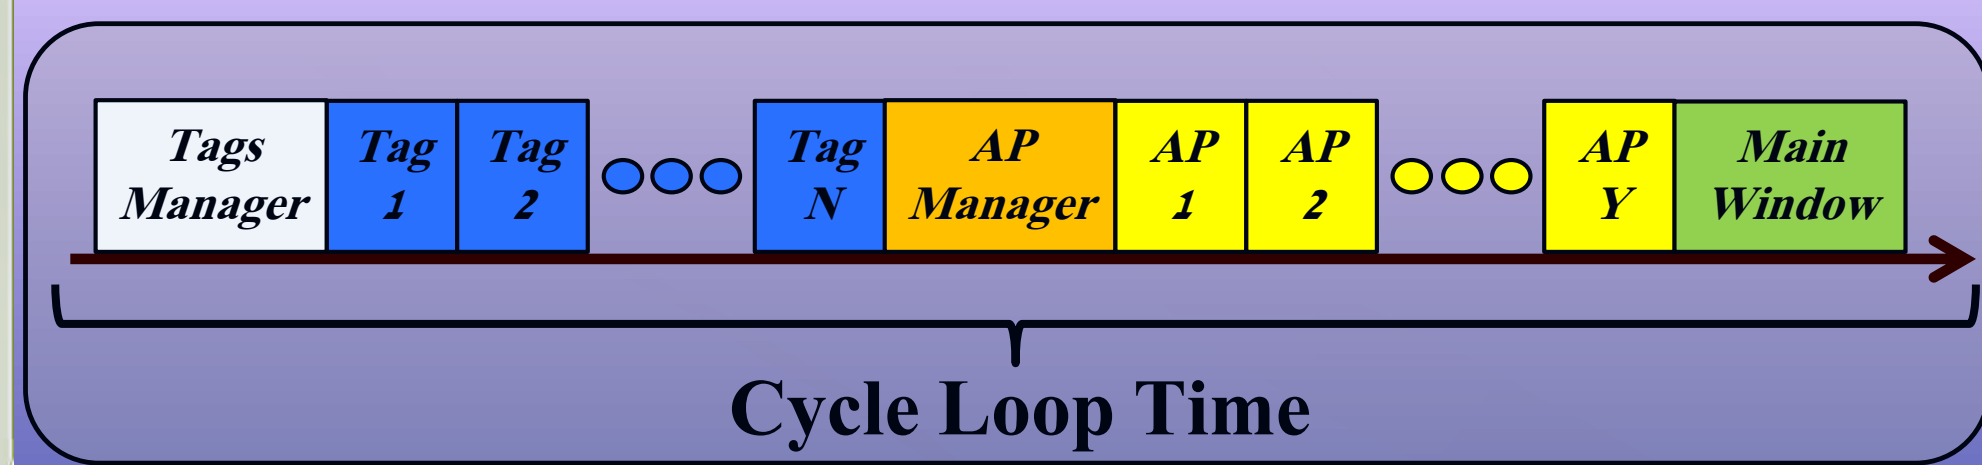 Tags
Manager
Tag
1
Tag
2
Tag
N
AP
Manager
AP
1
AP
2
AP
Y
Main
Window
Cycle Loop Time